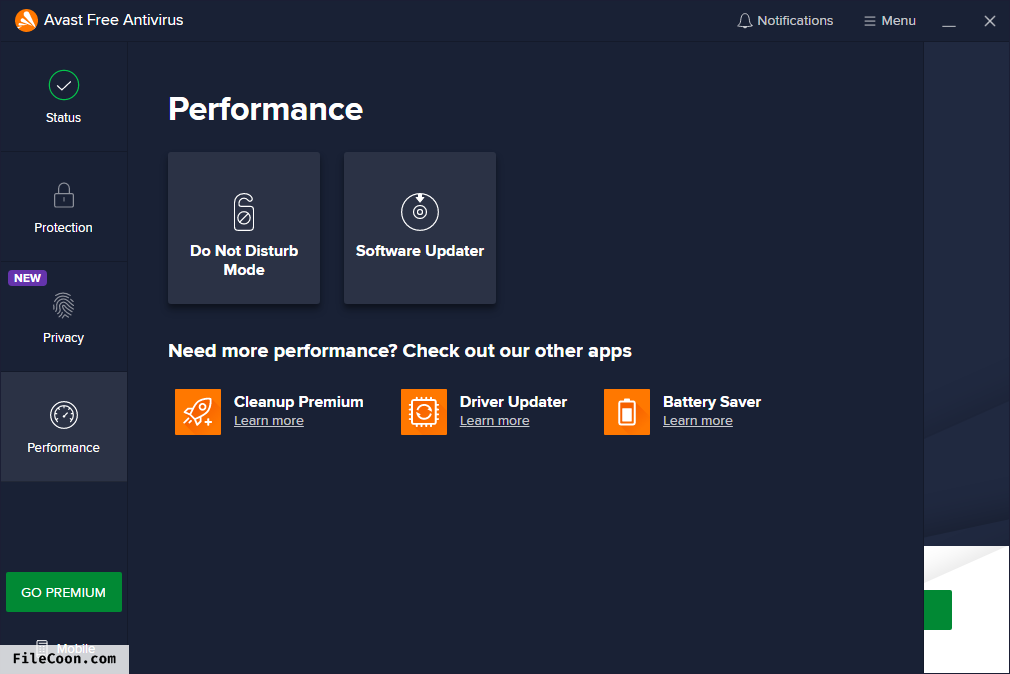 Avast Free Antivirus
Notifications
Menu
Status
Protection
NEW
Privacy
Performance
GO PREMIUM
Mobile
Performance
Do Not Disturb
Mode
Software Updater
Need more performance? Check out our other apps
Cleanup Premium
Learn more
Driver Updater
Learn more
Battery Saver
Learn more
FileCoon.com